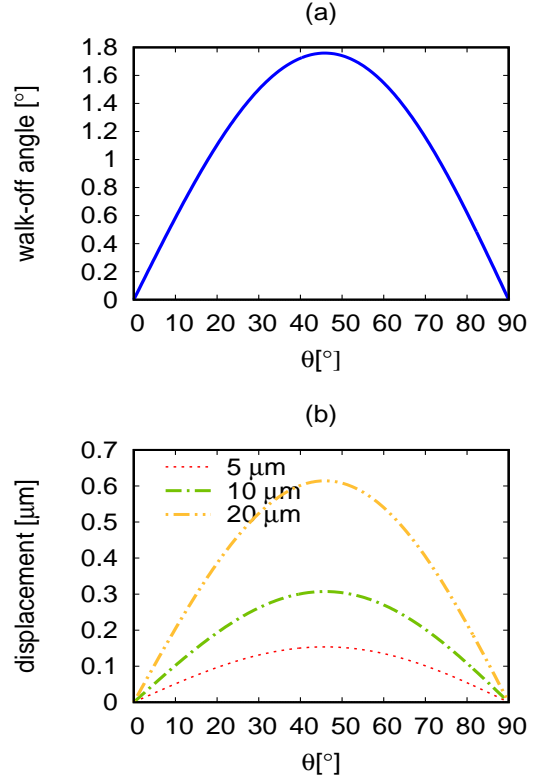 (a)
walk-off angle [°]
1.8
1.6
1.4
1.2
1
0.8
0.6
0.4
0.2
0
0 10 20 30 40 50 60 70 80 90
θ[°]
(b)
displacement [μm]
0.7
0.6
0.5
0.4
0.3
0.2
0.1
0
5 μm
10 μm
20 μm
0 10 20 30 40 50 60 70 80 90
θ[°]